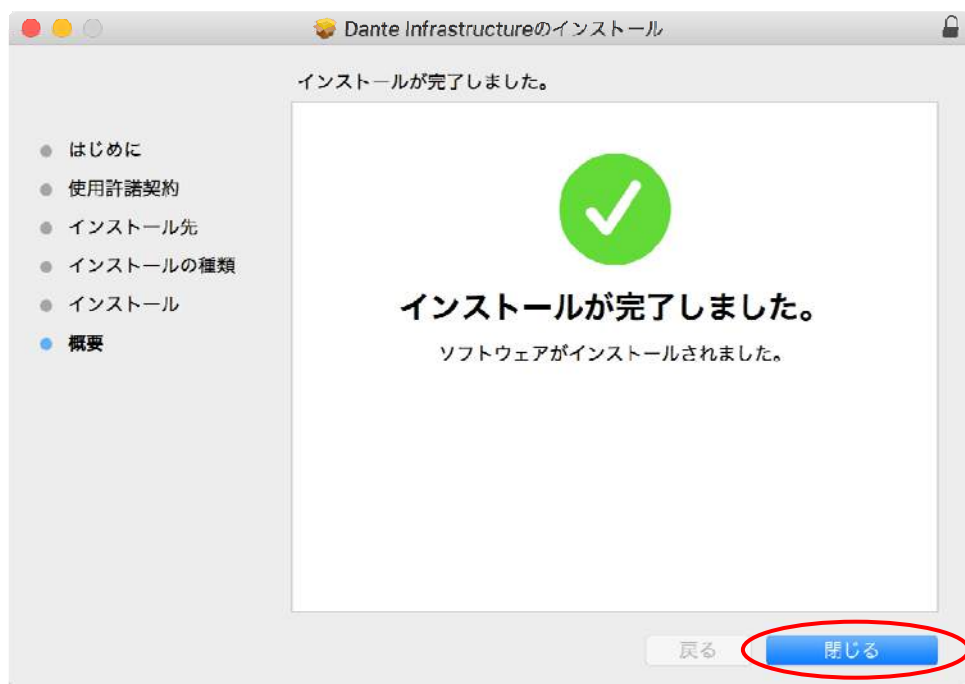 Dante Infrastructureのインストール
インストールが完了しました。
はじめに
使用許諾契約
インストール先
インストールの種類
インストール
概要
インストールが完了しました。
ソフトウェアがインストールされました。
戻る
閉じる